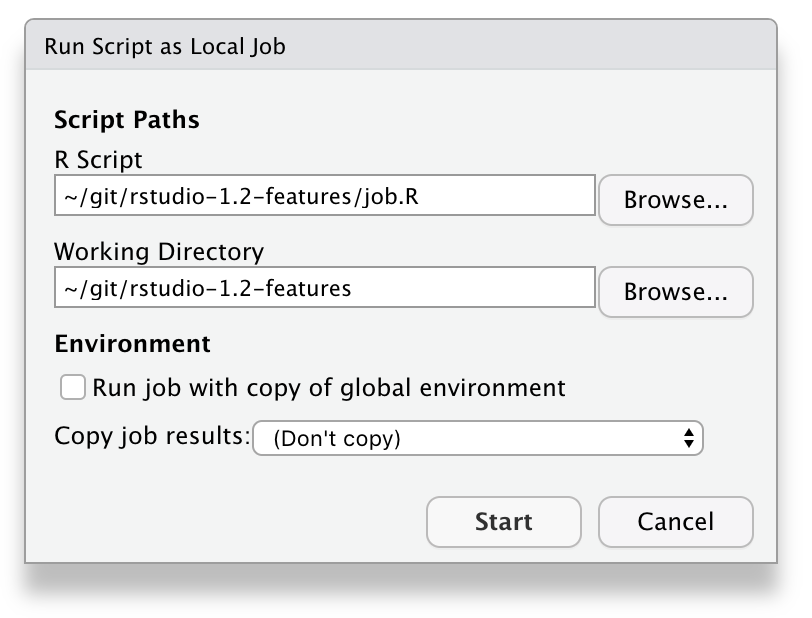 Run Script as Local Job
Script Paths
R Script
~/git/rstudio-1.2-features/job.R
Browse...
Working Directory
~/git/rstudio-1.2-features
Browse...
Environment
Run job with copy of global environment
Copy job results: (Don't copy)
Start Cancel